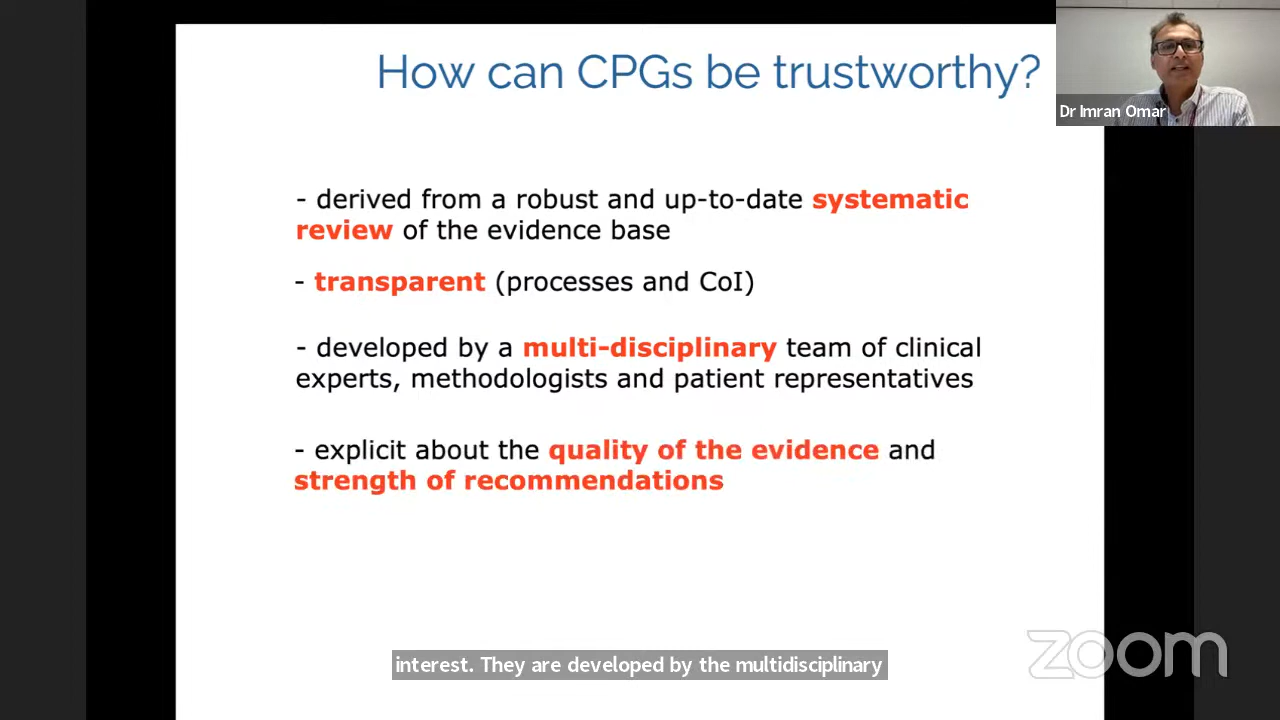 How can CPGs be trustworthy?
Dr Imran Omar
- derived from a robust and up-to-date systematic
review of the evidence base
- transparent (processes and CoI)
- developed by a multi-disciplinary team of clinical
experts, methodologists and patient representatives
- explicit about the quality of the evidence and
strength of recommendations
zoom
interest. They are developed by the multidisciplinary